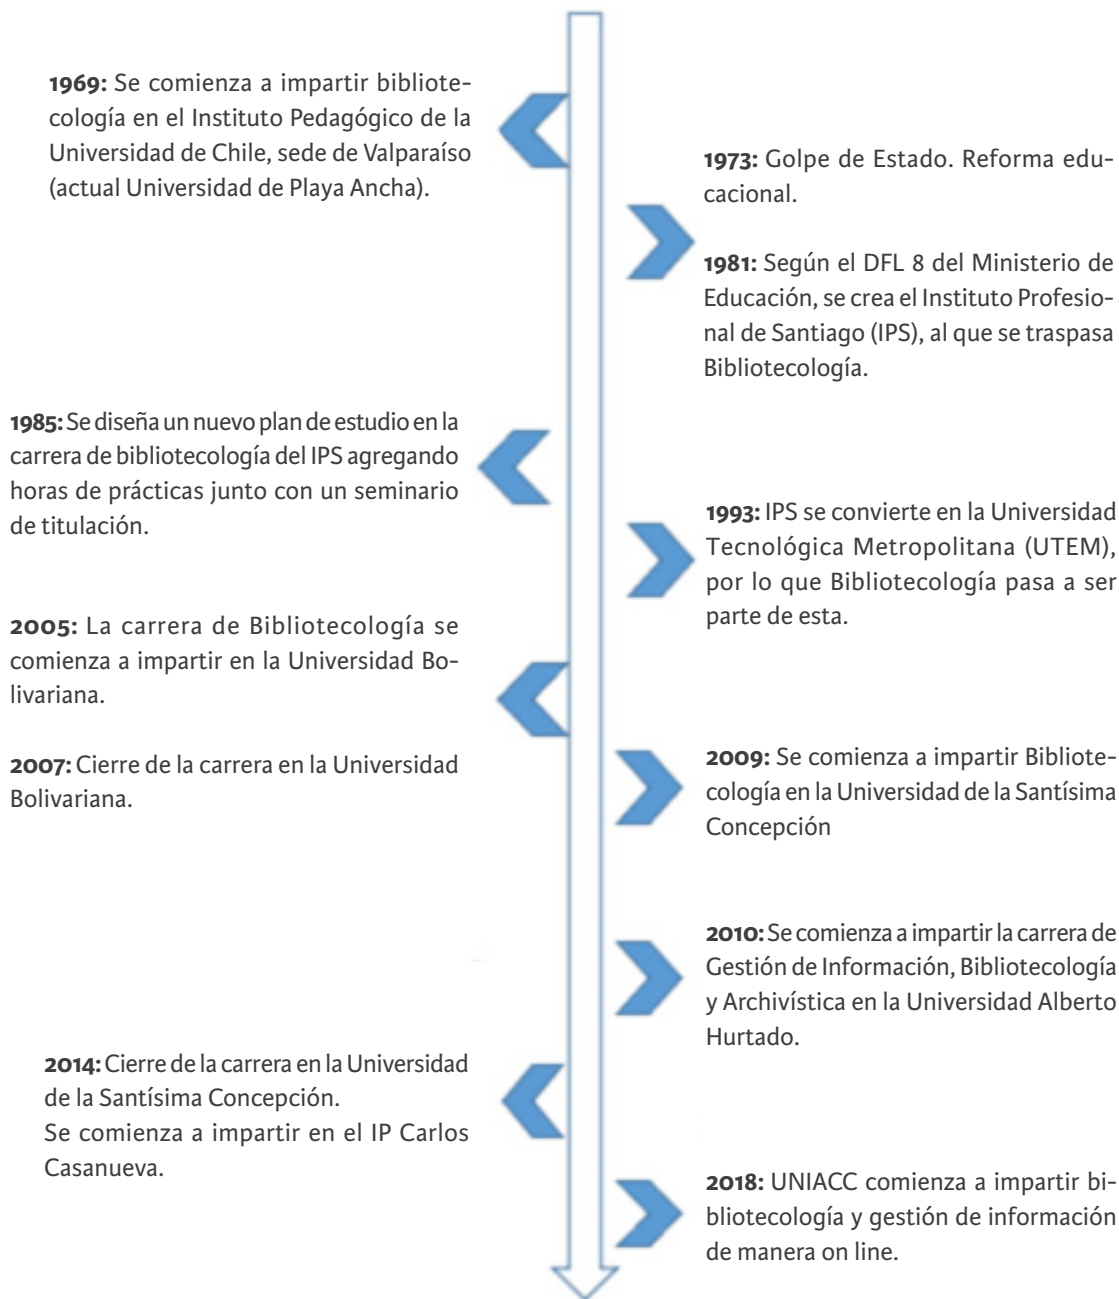 1969: Se comienza a impartir bibliote-
cología en el Instituto Pedagógico de la
Universidad de Chile, sede de Valparaíso
(actual Universidad de Playa Ancha).
1973: Golpe de Estado. Reforma edu-
cacional.
1981: Según el DFL 8 del Ministerio de
Educación, se crea el Instituto Profesio-
nal de Santiago (IPS), al que se traspasa
Bibliotecología.
1985: Se diseña un nuevo plan de estudio en la
carrera de bibliotecología del IPS agregando
horas de prácticas junto con un seminario
de titulación.
1993: IPS se convierte en la Universidad
Tecnológica Metropolitana (UTEM),
por lo que Bibliotecología pasa a ser
parte de esta.
2005: La carrera de Bibliotecología se
comienza a impartir en la Universidad Bo-
livariana.
2007: Cierre de la carrera en la Universidad
Bolivariana.
2009: Se comienza a impartir Bibliote-
cología en la Universidad de la Santísima
Concepción
2010: Se comienza a impartir la carrera de
Gestión de Información, Bibliotecología
y Archivística en la Universidad Alberto
Hurtado.
2014: Cierre de la carrera en la Universidad
de la Santísima Concepción.
Se comienza a impartir en el IP Carlos
Casanueva.
2018: UNIACC comienza a impartir bi-
bliotecología y gestión de información
de manera on line.